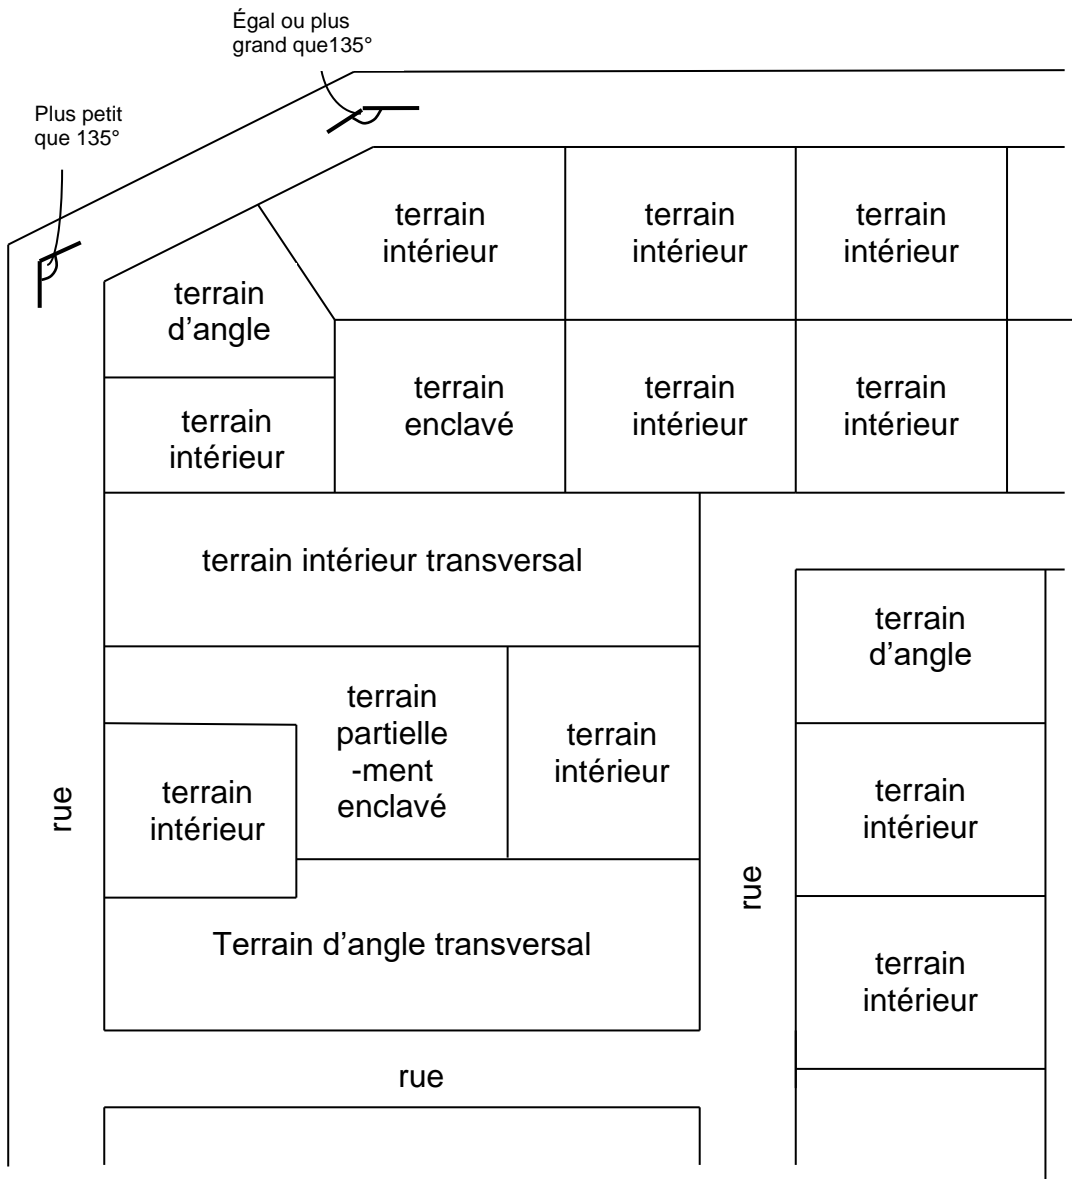 Égal ou plus
grand que135°
Plus petit
que 135°
terrain
intérieur
terrain
intérieur
terrain
intérieur
terrain
d’angle
terrain
enclavé
terrain
intérieur
terrain
intérieur
terrain
intérieur
terrain intérieur transversal
terrain
d’angle
terrain
partielle
-ment
enclavé
terrain
intérieur
terrain
intérieur
rue
terrain
intérieur
rue
Terrain d’angle transversal
terrain
intérieur
rue